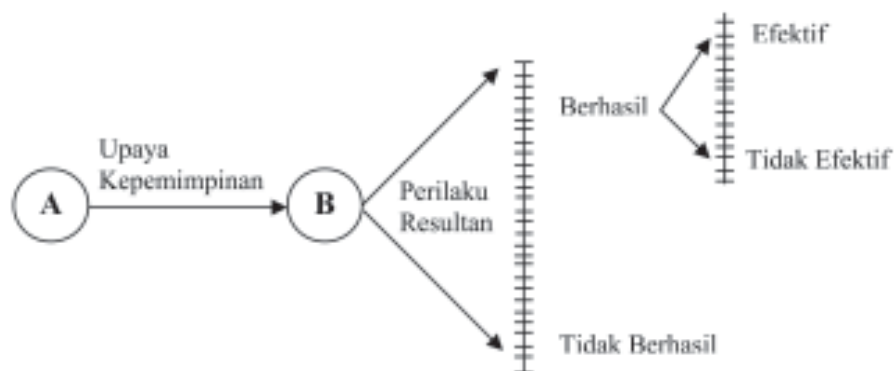 Efektif
Berhasil
Tidak Efektif
Upaya
Kepemimpinan
A
B
Perilaku
Resultan
Tidak Berhasil